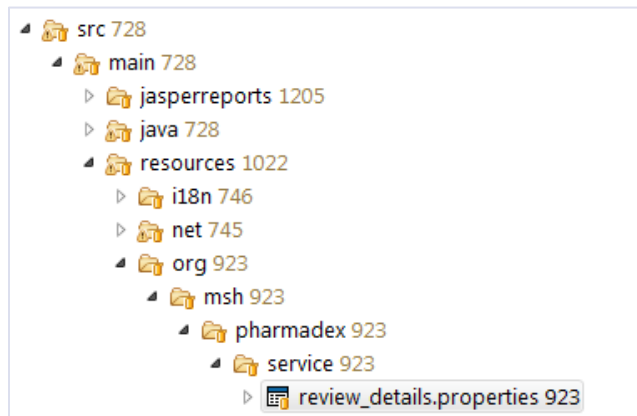 src 728
main 728
jasperreports 1205
java 728
resources 1022
i18n 746
net 745
org 923
msh 923
pharmadex 923
service 923
review_details.properties 923